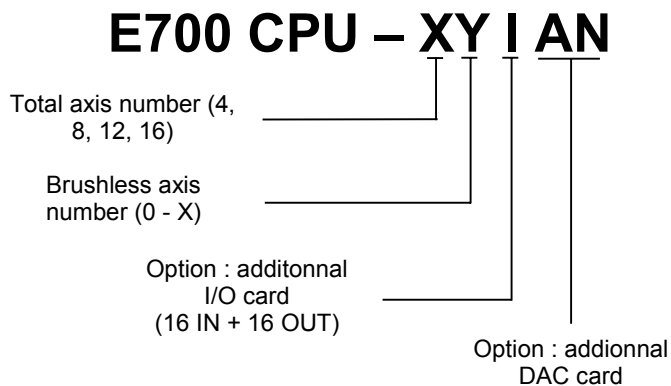 E700 CPU – XY I AN
Total axis number (4,
8, 12, 16)
Brushless axis
number (0 - X)
Option : additonnal
I/O card
(16 IN + 16 OUT)
Option : addionnal
DAC card